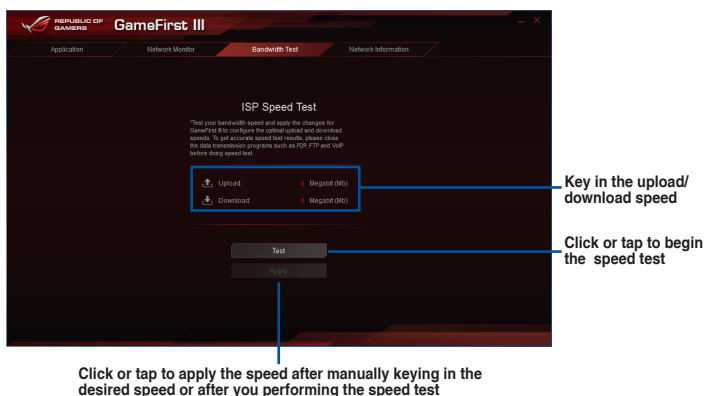 REPUBLIC OF
GAMERS
GameFirst III
Application
Network Monitor
Bandwidth Test
Network Information
ISP Speed Test
*Test your bandwidth speed and apply the changes for
GameFirst III to configure the optimal upload and download
speeds. To get accurate speed test results, please close
the data transmission programs such as P2P, FTP and VoIP
before doing speed test.
Upload: 0 Megabit (Mb)
Download: 0 Megabit (Mb)
Test
Apply
Key in the upload/
download speed
Click or tap to begin
the speed test
Click or tap to apply the speed after manually keying in the
desired speed or after you performing the speed test